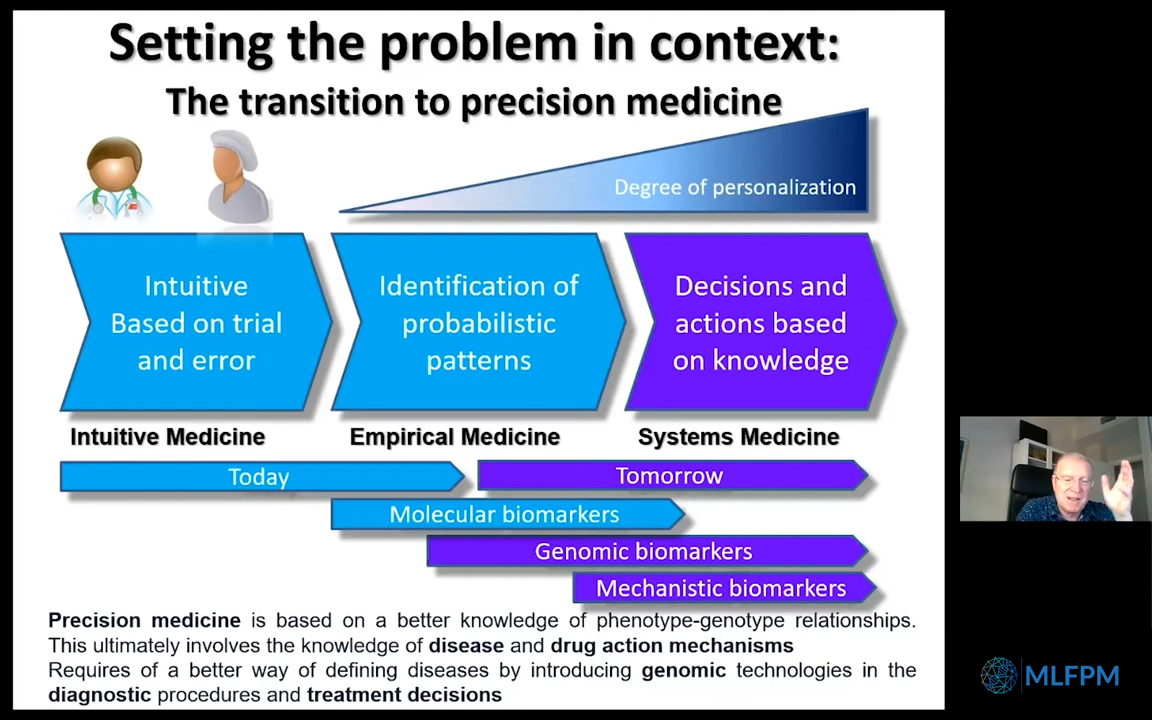 Setting the problem in context:
The transition to precision medicine
Degree of personalization
Intuitive
Based on trial
and error
Identification of
probabilistic
patterns
Decisions and
actions based
on knowledge
Intuitive Medicine
Empirical Medicine
Systems Medicine
Today
Tomorrow
Molecular biomarkers
Genomic biomarkers
Mechanistic biomarkers
Precision medicine is based on a better knowledge of phenotype-genotype relationships.
This ultimately involves the knowledge of disease and drug action mechanisms
Requires of a better way of defining diseases by introducing genomic technologies in the
diagnostic procedures and treatment decisions
MLFPM